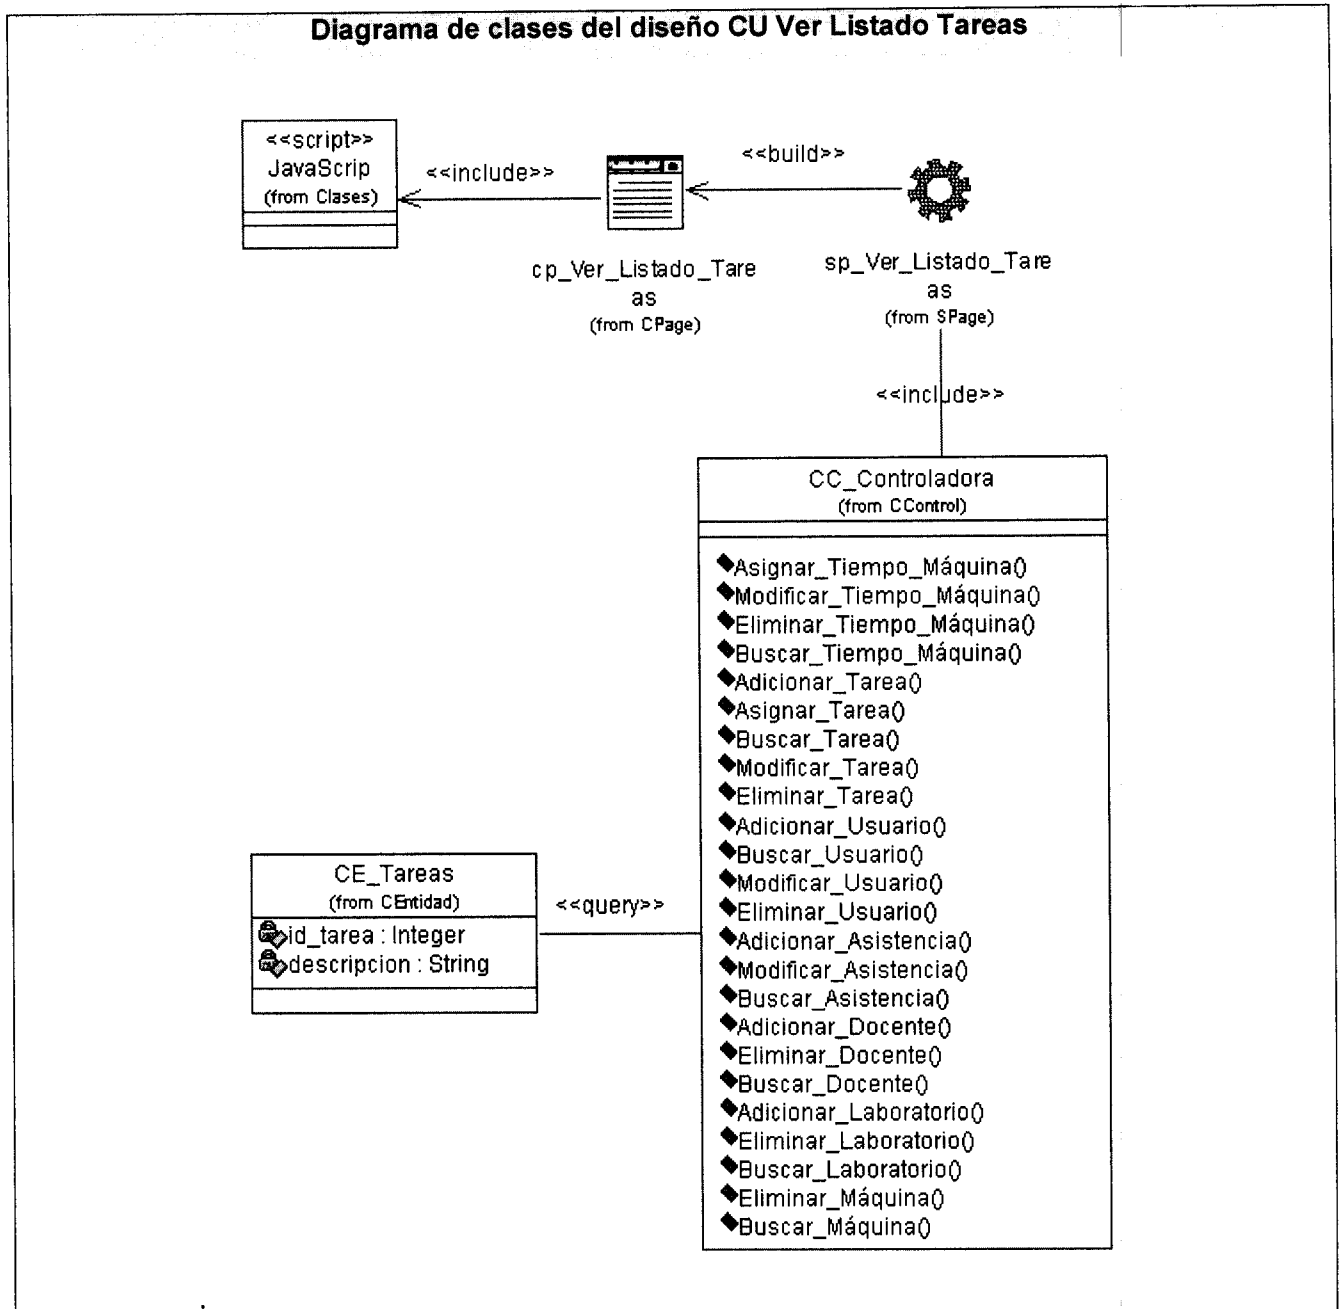 Diagrama de clases del diseño CU Ver Listado Tareas
<<script>>
JavaScrip
(from Clases)
<<include>>
<<build>>
cp_Ver_Listado_Tare
as
(from CPage)
sp_Ver_Listado_Tare
as
(from SPage)
<<include>>
CC_Controladora
(from CControl)
Asignar_Tiempo_Máquina()
Modificar_Tiempo_Máquina()
Eliminar_Tiempo_Máquina()
Buscar_Tiempo_Máquina()
Adicionar_Tarea()
Asignar_Tarea()
Buscar_Tarea()
Modificar_Tarea()
Eliminar_Tarea()
Adicionar_Usuario()
Buscar_Usuario()
Modificar_Usuario()
Eliminar_Usuario()
Adicionar_Asistencia()
Modificar_Asistencia()
Buscar_Asistencia()
Adicionar_Docente()
Eliminar_Docente()
Buscar_Docente()
Adicionar_Laboratorio()
Eliminar_Laboratorio()
Buscar_Laboratorio()
Eliminar_Máquina()
Buscar_Máquina()
CE_Tareas
(from CEntidad)
id_tarea : Integer
descripcion : String
<<query>>